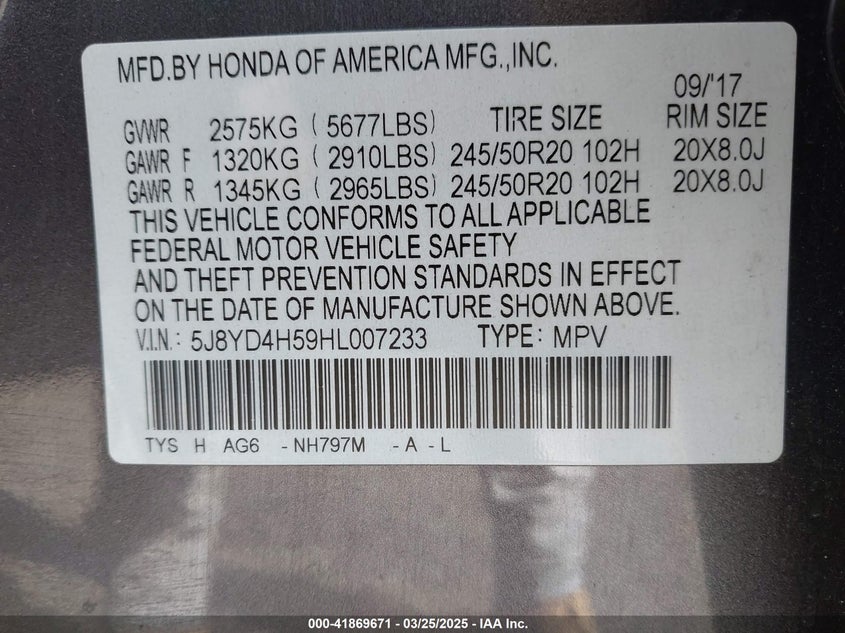 MFD.BY HONDA OF AMERICA MFG.,INC.
09/'17
GVWR 2575KG ( 5677LBS) TIRE SIZE RIM SIZE
GAWR F 1320KG ( 2910LBS) 245/50R20 102H 20X8.0J
GAWR R 1345KG ( 2965LBS) 245/50R20 102H 20X8.0J
THIS VEHICLE CONFORMS TO ALL APPLICABLE
FEDERAL MOTOR VEHICLE SAFETY
AND THEFT PREVENTION STANDARDS IN EFFECT
ON THE DATE OF MANUFACTURE SHOWN ABOVE.
V.I.N.: 5J8YD4H59HL007233 TYPE: MPV
TYS H AG6 -NH797M -A -L
000-41869671 - 03/25/2025 - IAA Inc.